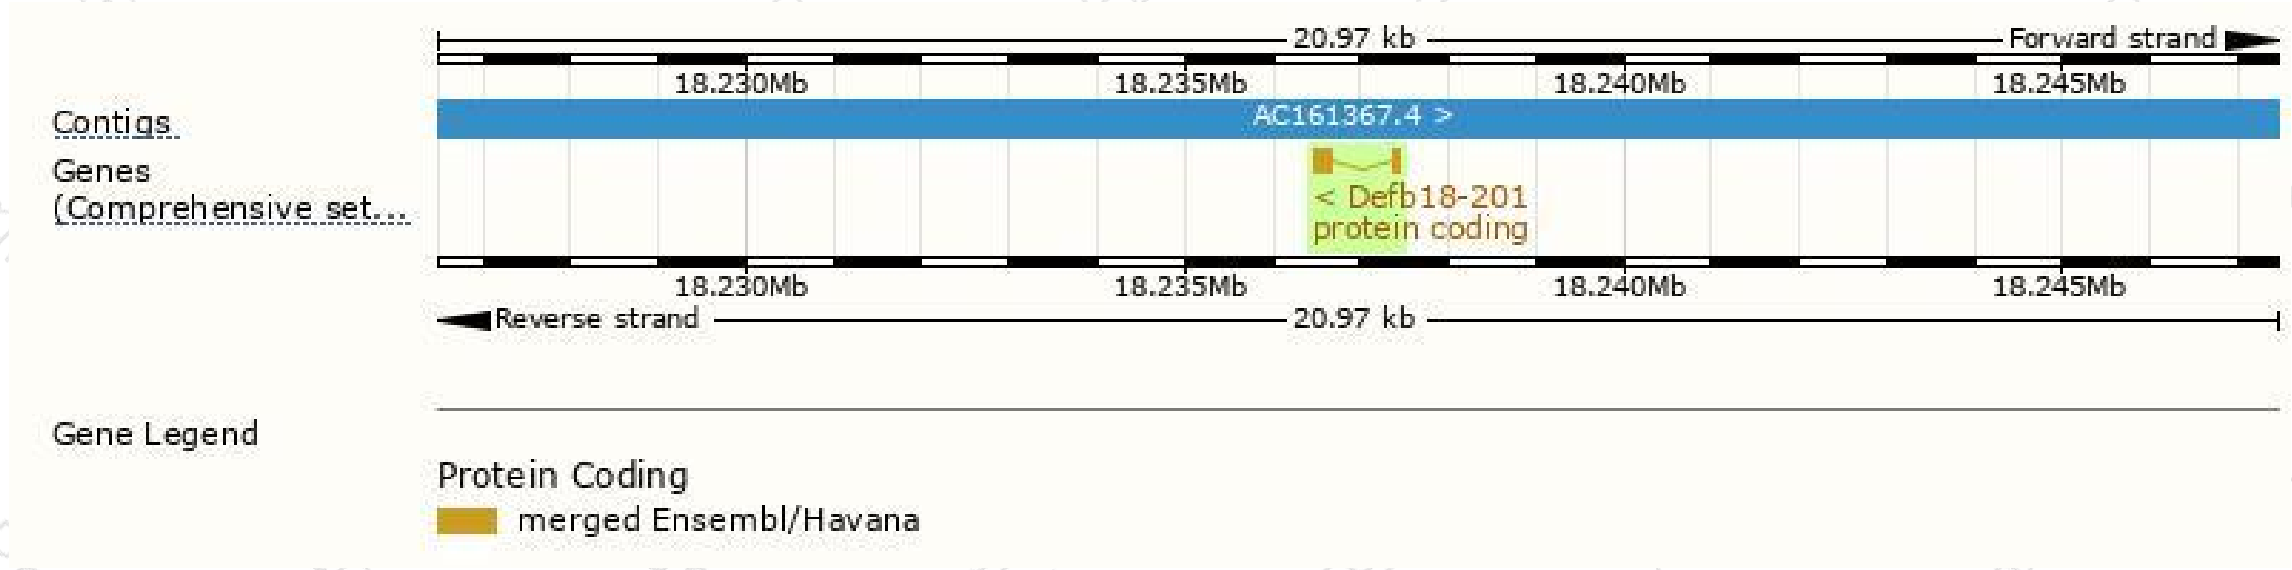 20.97 kb Forward strand
18.230Mb 18.235Mb 18.240Mb 18.245Mb
Contigs AC161367.4 >
Genes
(Comprehensive set... < Defb18-201
protein coding
18.230Mb 18.235Mb 18.240Mb 18.245Mb
Reverse strand 20.97 kb
Gene Legend
Protein Coding
merged Ensembl/Havana